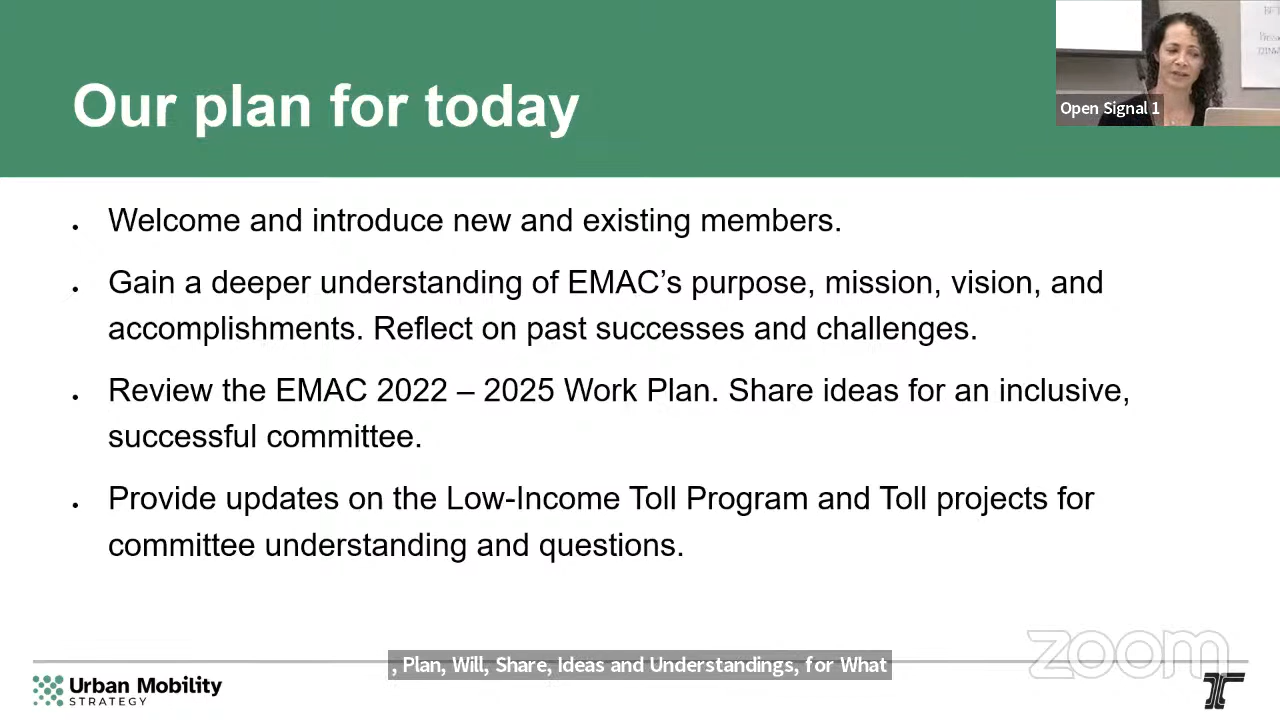 Our plan for today
Open Signal 1
Welcome and introduce new and existing members.
Gain a deeper understanding of EMAC’s purpose, mission, vision, and
accomplishments. Reflect on past successes and challenges.
Review the EMAC 2022 – 2025 Work Plan. Share ideas for an inclusive,
successful committee.
Provide updates on the Low-Income Toll Program and Toll projects for
committee understanding and questions.
zoom
, Plan, Will, Share, Ideas and Understandings, for What
Urban Mobility
STRATEGY